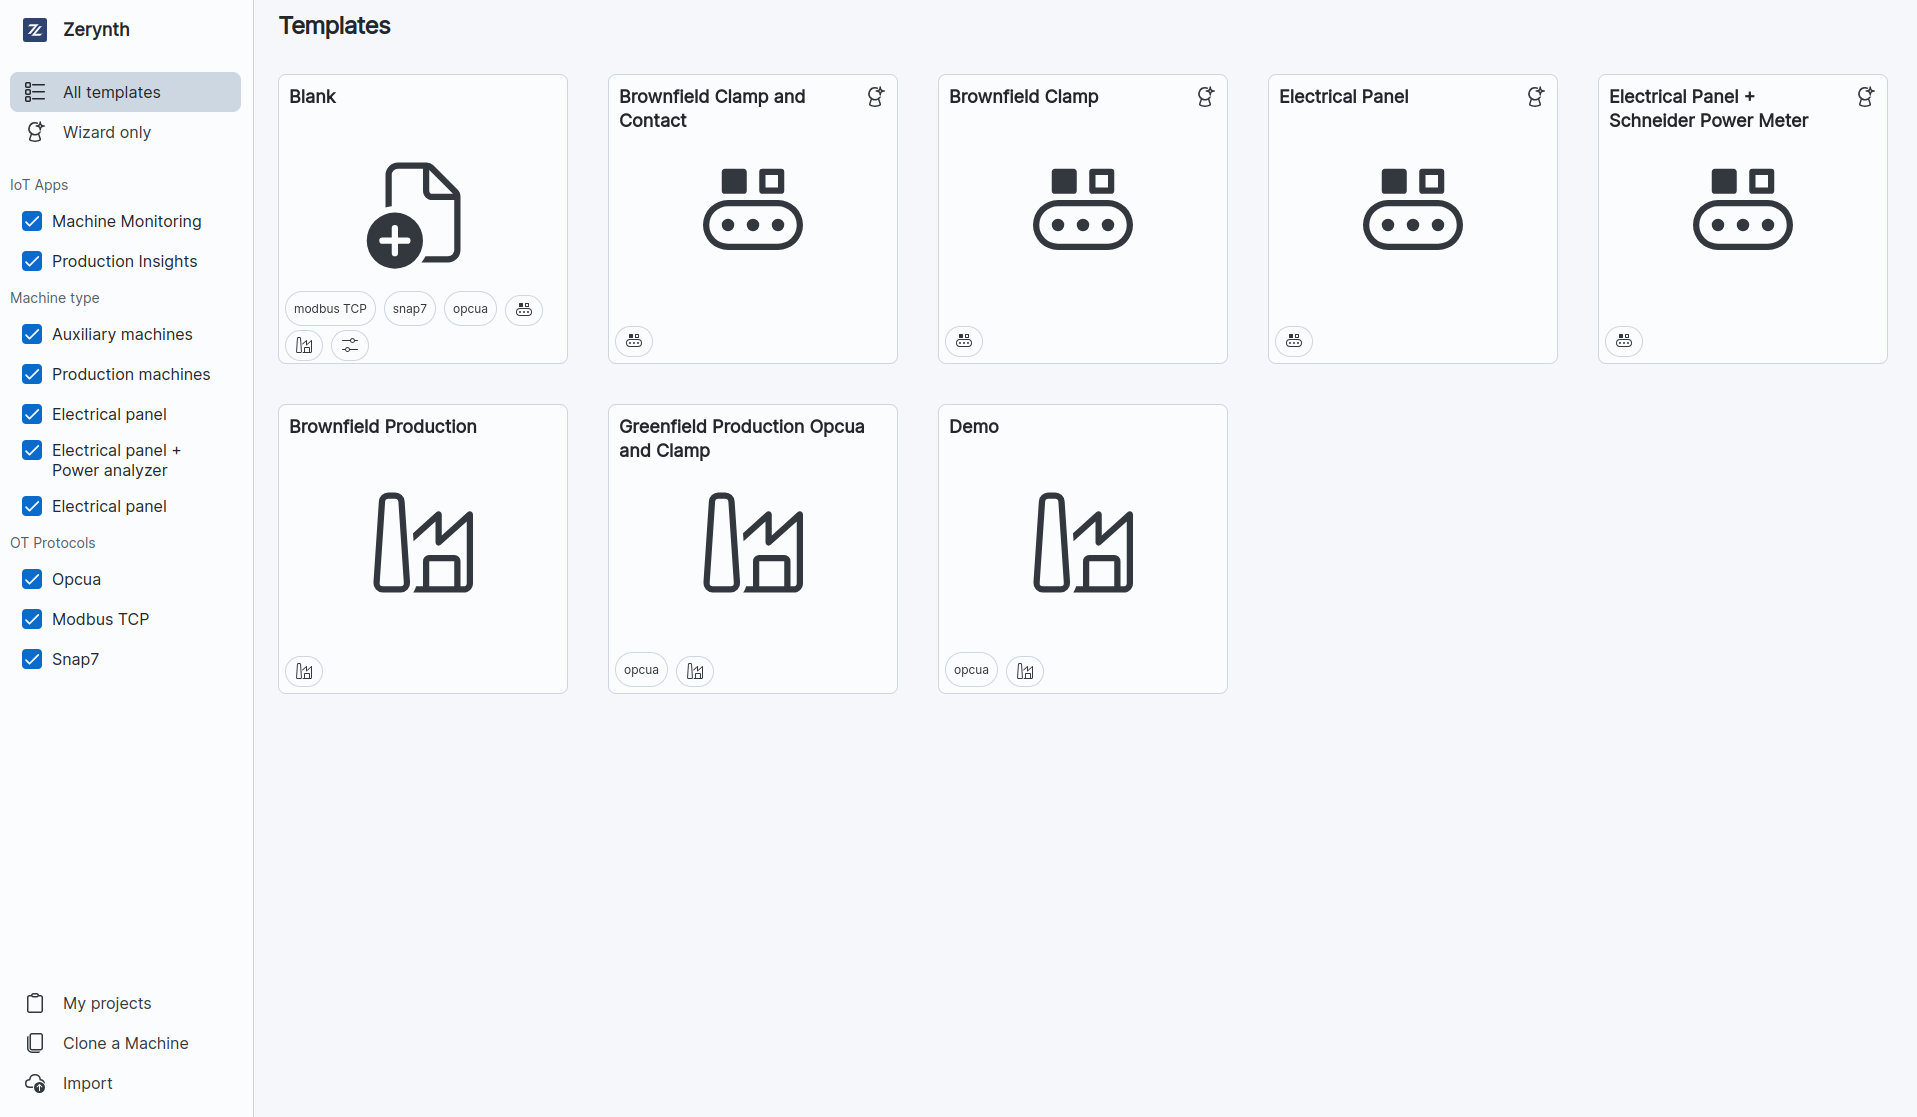 Zerynth
All templates
Wizard only
IoT Apps
Machine Monitoring
Production Insights
Machine type
Auxiliary machines
Production machines
Electrical panel
Electrical panel +
Power analyzer
Electrical panel
OT Protocols
Opcua
Modbus TCP
Snap7
My projects
Clone a Machine
Import
Templates
Blank
modbus TCP
snap7
opcua
Brownfield Clamp and
Contact
Brownfield Clamp
Electrical Panel
Electrical Panel +
Schneider Power Meter
Brownfield Production
Greenfield Production Opcua
and Clamp
opcua
Demo
opcua